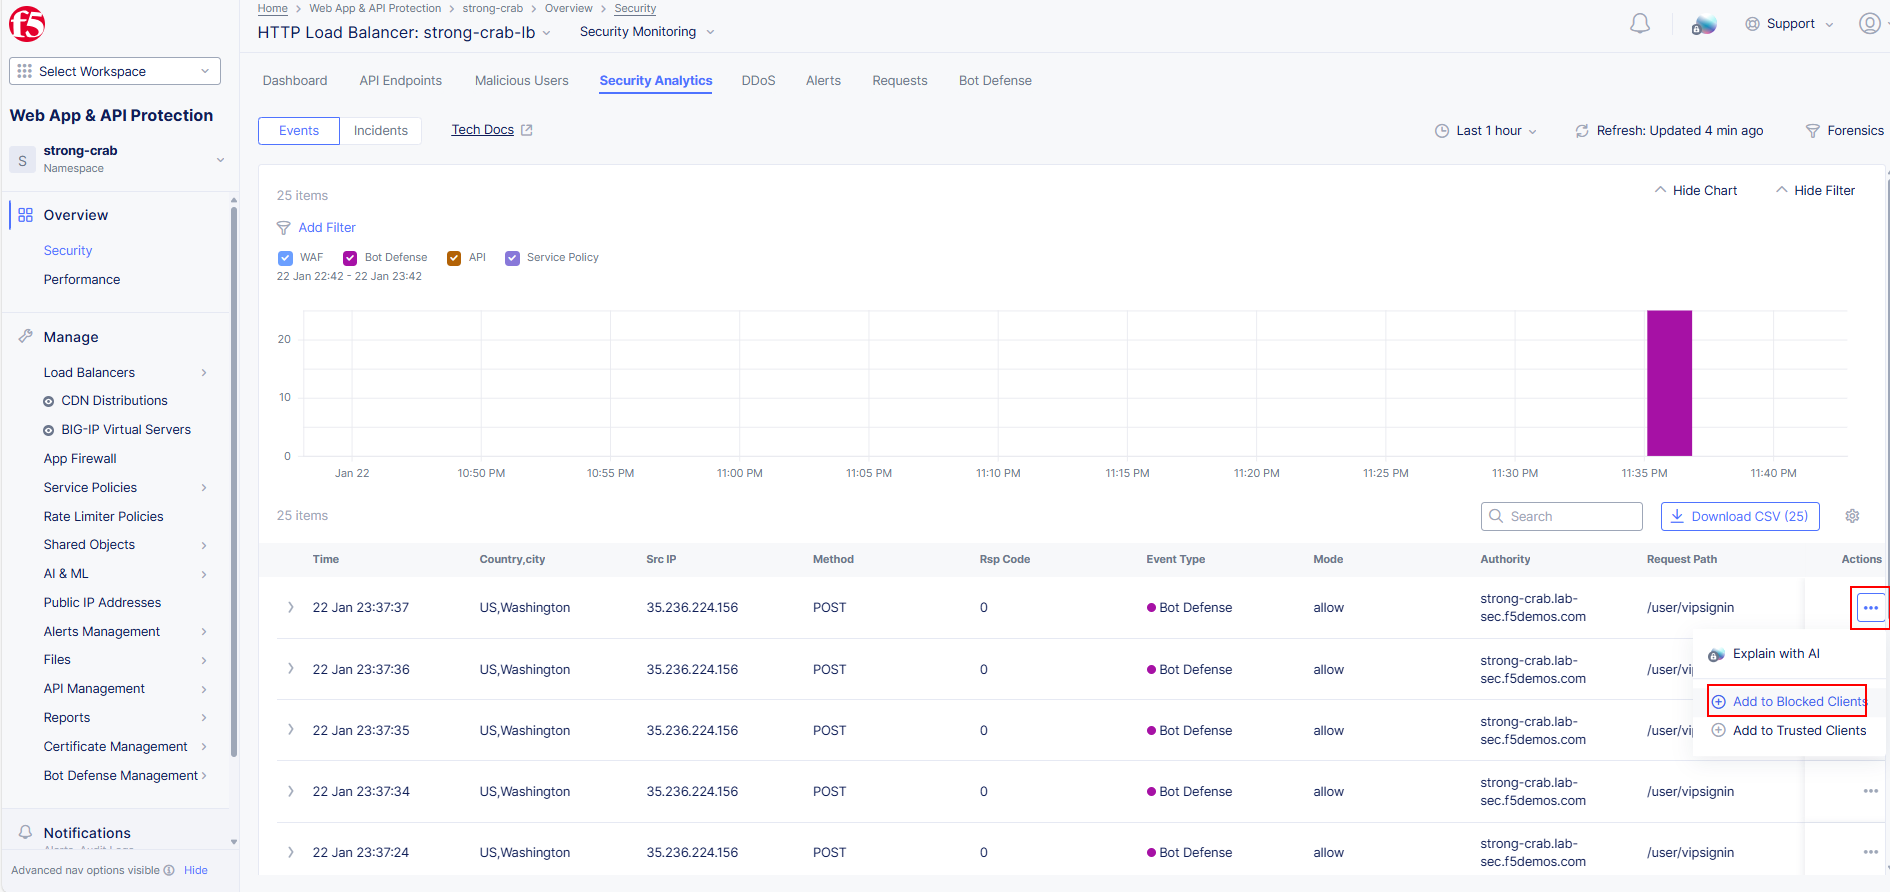 f5
Home > Web App & API Protection > strong-crab > Overview > Security
HTTP Load Balancer: strong-crab-lb
Security Monitoring
Support
Select Workspace
Web App & API Protection
S
strong-crab
Namespace
Overview
Security
Performance
Manage
Load Balancers
CDN Distributions
BIG-IP Virtual Servers
App Firewall
Service Policies
Rate Limiter Policies
Shared Objects
AI & ML
Public IP Addresses
Alerts Management
Files
API Management
Reports
Certificate Management
Bot Defense Management
Notifications
Advanced nav options visible Hide
Dashboard API Endpoints Malicious Users Security Analytics DDoS Alerts Requests Bot Defense
Events Incidents Tech Docs
Last 1 hour Refresh: Updated 4 min ago Forensics
25 items
Hide Chart Hide Filter
Add Filter
WAF Bot Defense API Service Policy
22 Jan 22:42 - 22 Jan 23:42
20
10
0
Jan 22 10:50 PM 10:55 PM 11:00 PM 11:05 PM 11:10 PM 11:15 PM 11:20 PM 11:25 PM 11:30 PM 11:35 PM 11:40 PM
25 items
Search
Download CSV (25)
Time Country,city Src IP Method Rsp Code Event Type Mode Authority Request Path Actions
22 Jan 23:37:37 US,Washington 35.236.224.156 POST 0 Bot Defense allow strong-crab.lab-
sec.f5demos.com /user/vipsignin
Explain with AI
Add to Blocked Clients
Add to Trusted Clients
22 Jan 23:37:36 US,Washington 35.236.224.156 POST 0 Bot Defense allow strong-crab.lab-
sec.f5demos.com
22 Jan 23:37:35 US,Washington 35.236.224.156 POST 0 Bot Defense allow strong-crab.lab-
sec.f5demos.com
22 Jan 23:37:34 US,Washington 35.236.224.156 POST 0 Bot Defense allow strong-crab.lab-
sec.f5demos.com /user/vipsignin
22 Jan 23:37:24 US,Washington 35.236.224.156 POST 0 Bot Defense allow strong-crab.lab-
sec.f5demos.com /user/vipsignin